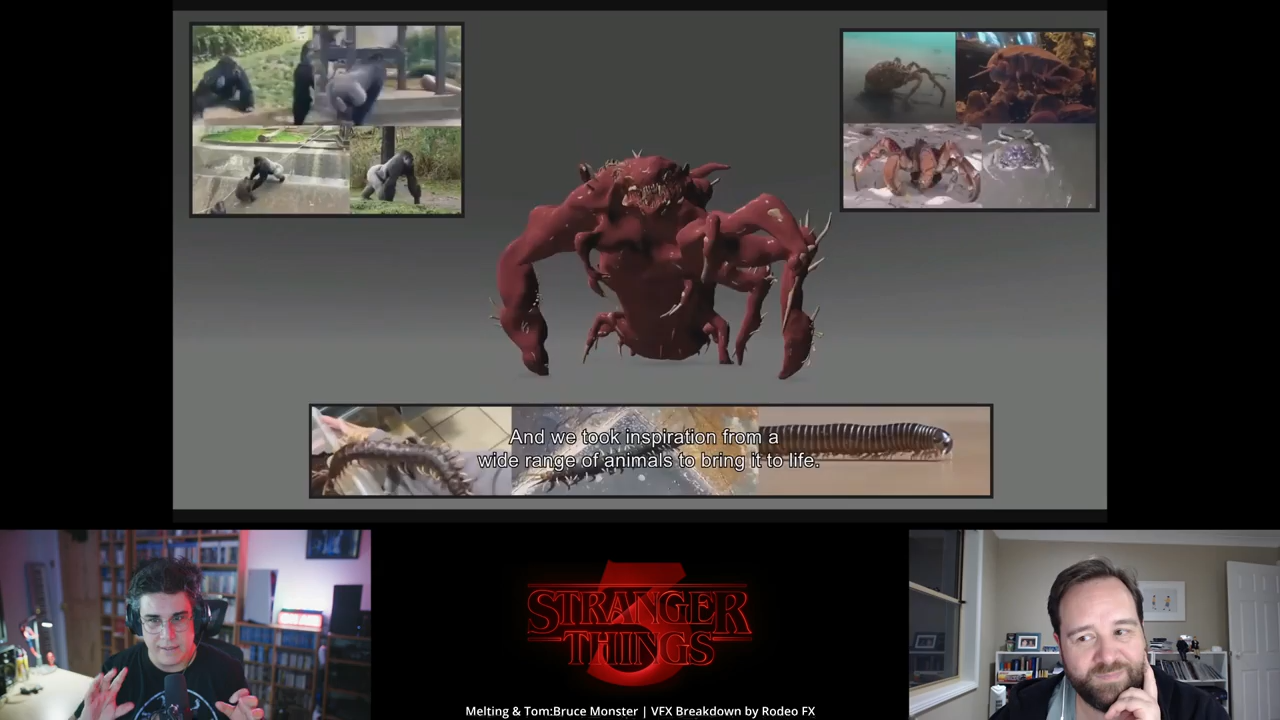 And we took inspiration from a
wide range of animals to bring it to life.
STRANGER
THINGS
3
Melting & Tom:Bruce Monster | VFX Breakdown by Rodeo FX